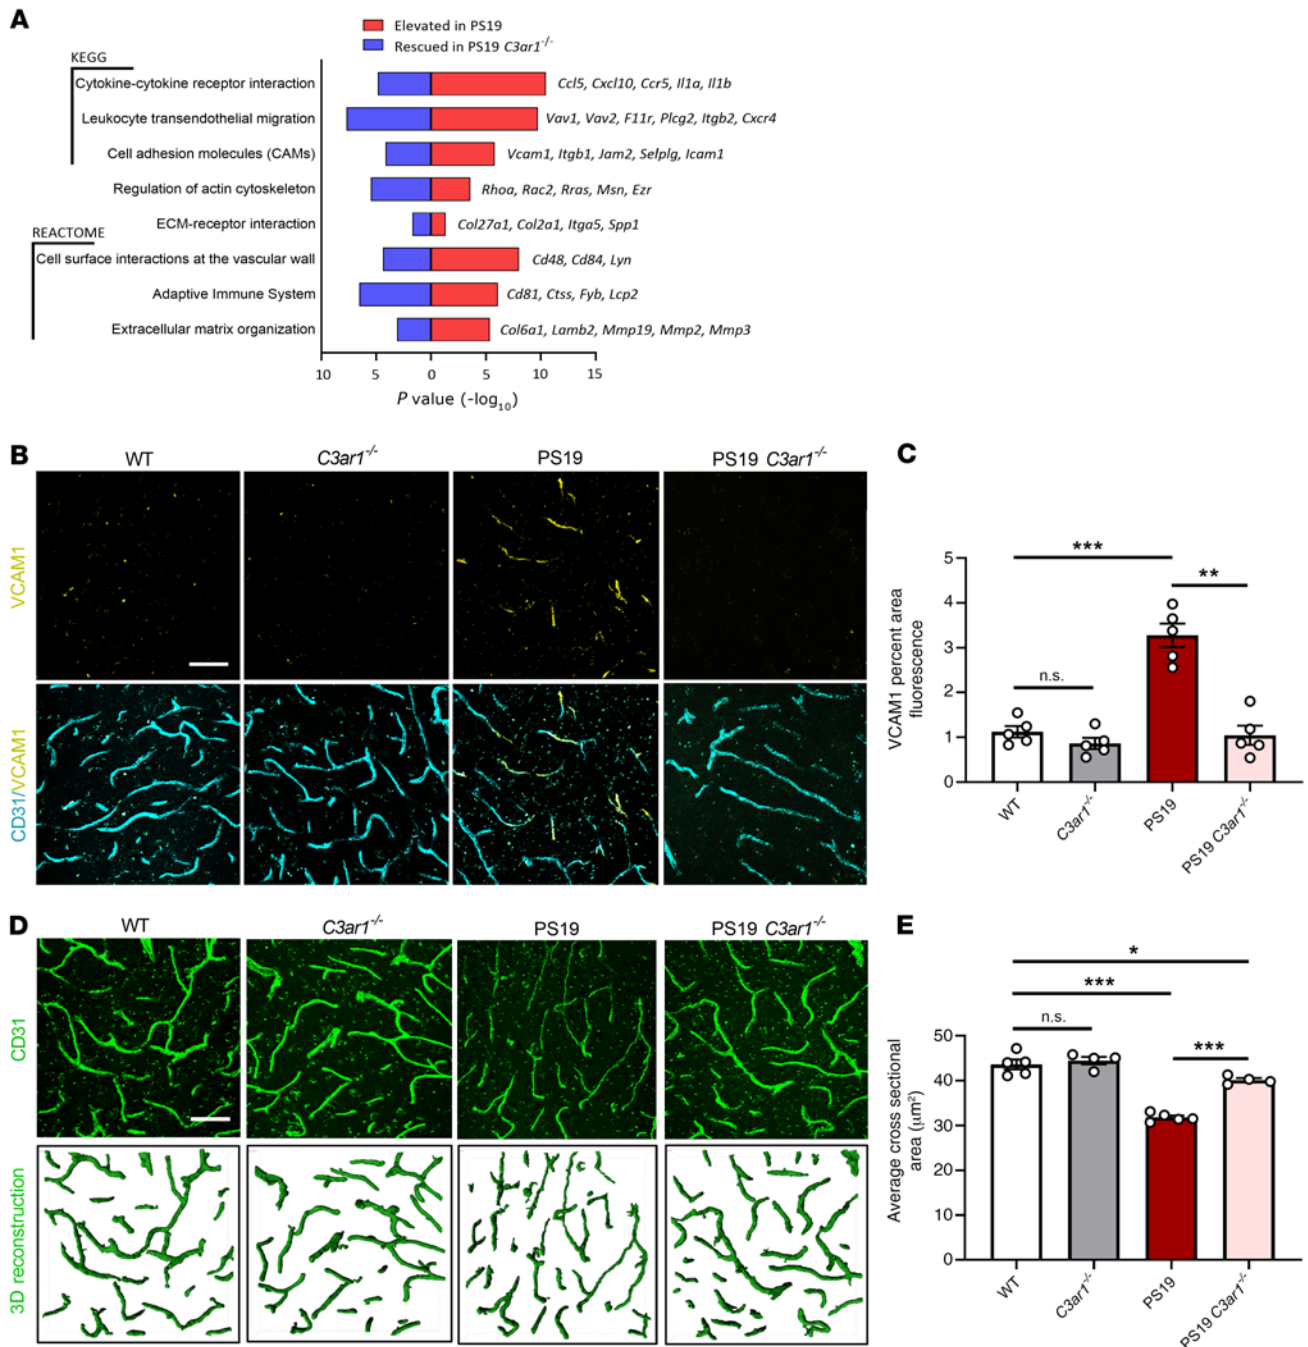 A
Elevated in PS19
Rescued in PS19 C3ar1-/-
KEGG
Cytokine-cytokine receptor interaction
Ccl5, Cxcl10, Ccr5, Il1a, Il1b
Leukocyte transendothelial migration
Vav1, Vav2, F11r, Plcg2, Itgb2, Cxcr4
Cell adhesion molecules (CAMs)
Vcam1, Itgb1, Jam2, Selplg, Icam1
Regulation of actin cytoskeleton
Rhoa, Rac2, Rras, Msn, Ezr
ECM-receptor interaction
Col27a1, Col2a1, Itga5, Spp1
REACTOME
Cell surface interactions at the vascular wall
Cd48, Cd84, Lyn
Adaptive Immune System
Cd81, Ctss, Fyb, Lcp2
Extracellular matrix organization
Col6a1, Lamb2, Mmp19, Mmp2, Mmp3
10 5 0 5 10 15
P value (-log10)
B
WT C3ar1-/- PS19 PS19 C3ar1-/-
VCAM1
CD31/VCAM1
C
***
**
n.s.
5
4
3
2
1
0
VCAM1 percent area
fluorescence
WT C3ar1-/- PS19 PS19 C3ar1-/-
D
WT C3ar1-/- PS19 PS19 C3ar1-/-
CD31
3D reconstruction
E
*
***
n.s.
***
50
40
30
20
10
0
Average cross sectional
area (μm²)
WT C3ar1-/- PS19 PS19 C3ar1-/-